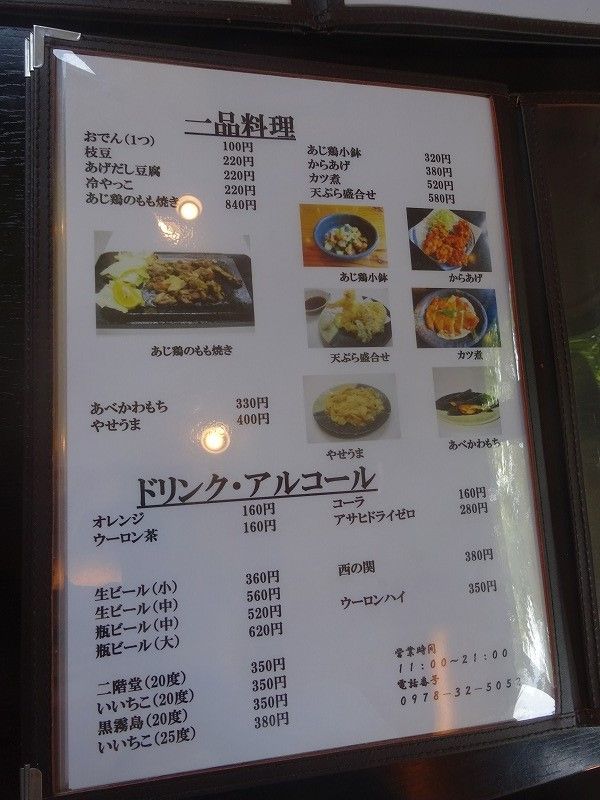 一品料理
おでん(1つ) 100円
枝豆 220円
あげだし豆腐 220円
冷やっこ 220円
あじ鶏のもも焼き 840円
あじ鶏小鉢 320円
からあげ 380円
カツ煮 520円
天ぷら盛合せ 580円
あじ鶏小鉢
からあげ
あじ鶏のもも焼き
天ぷら盛合せ
カツ煮
あべかわもち 330円
やせうま 400円
やせうま
あべかわもち
ドリンク・アルコール
オレンジ 160円
ウーロン茶 160円
コーラ 160円
アサヒドライゼロ 280円
生ビール(小) 360円
生ビール(中) 560円
瓶ビール(中) 520円
瓶ビール(大) 620円
西の関 380円
ウーロンハイ 350円
二階堂(20度) 350円
いいちこ(20度) 350円
黒霧島(20度) 350円
いいちこ(25度) 380円
営業時間
11:00～21:00
電話番号
0978-32-505